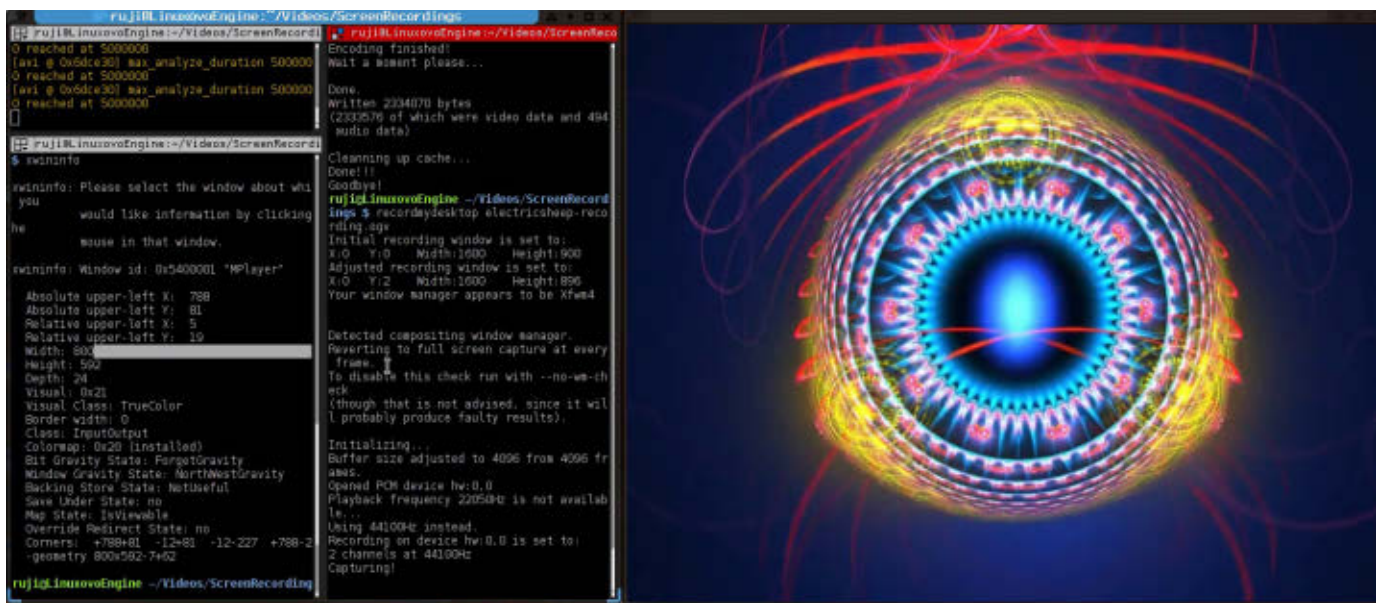 ruji@LinuxovoEngine:~/Videos/ScreenRecordings
ruji@LinuxovoEngine:~/Videos/ScreenRecordi
0 reached at 5000000
[avi @ 0x6dce30] max_analyze_duration 500000
0 reached at 5000000
[avi @ 0x6dce30] max_analyze_duration 500000
0 reached at 5000000
ruji@LinuxovoEngine:~/Videos/ScreenRecordi
$ xwininfo
xwininfo: Please select the window about whi
you
would like information by clicking
he
mouse in that window.
xwininfo: Window id: 0x5400001 "MPlayer"
Absolute upper-left X: 788
Absolute upper-left Y: 81
Relative upper-left X: 5
Relative upper-left Y: 19
Width: 800
Height: 592
Depth: 24
Visual: 0x21
Visual Class: TrueColor
Border width: 0
Class: InputOutput
Colormap: 0x20 (installed)
Bit Gravity State: ForgetGravity
Window Gravity State: NorthWestGravity
Backing Store State: NotUseful
Save Under State: no
Map State: IsViewable
Override Redirect State: no
Corners: +788+81 -12+81 -12-227 +788-2
-geometry 800x592-7+62
ruji@LinuxovoEngine ~/Videos/ScreenRecording
ruji@LinuxovoEngine:~/Videos/ScreenReco
Encoding finished!
Wait a moment please...
Done.
Written 2334070 bytes
(2333576 of which were video data and 494
audio data)
Cleanning up cache...
Done!!!
Goodbye!
ruji@LinuxovoEngine ~/Videos/ScreenRecord
ings $ recordmydesktop electricsheep-reco
rding.ogv
Initial recording window is set to:
X:0 Y:0 Width:1600 Height:900
Adjusted recording window is set to:
X:0 Y:2 Width:1600 Height:896
Your window manager appears to be Xfwm4
Detected compositing window manager.
Reverting to full screen capture at every
frame.
To disable this check run with --no-wm-ch
eck
(though that is not advised, since it wil
l probably produce faulty results).
Initializing...
Buffer size adjusted to 4096 from 4096 fr
ames.
Opened PCM device hw:0,0
Playback frequency 22050Hz is not availab
le...
Using 44100Hz instead.
Recording on device hw:0.0 is set to:
2 channels at 44100Hz
Capturing!